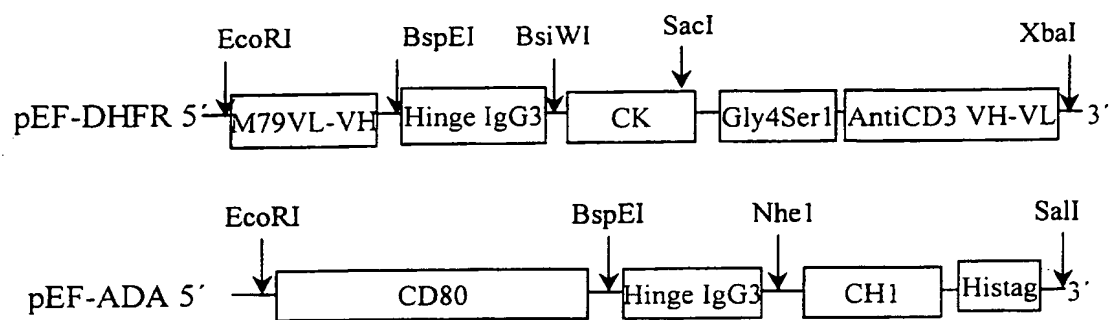 EcoRI BspEI BsiWI SacI XbaI
pEF-DHFR 5´ M79VL-VH Hinge IgG3 CK Gly4Ser1 AntiCD3 VH-VL 3´
EcoRI BspEI Nhe1 SalI
pEF-ADA 5´ CD80 Hinge IgG3 CH1 Histag 3´